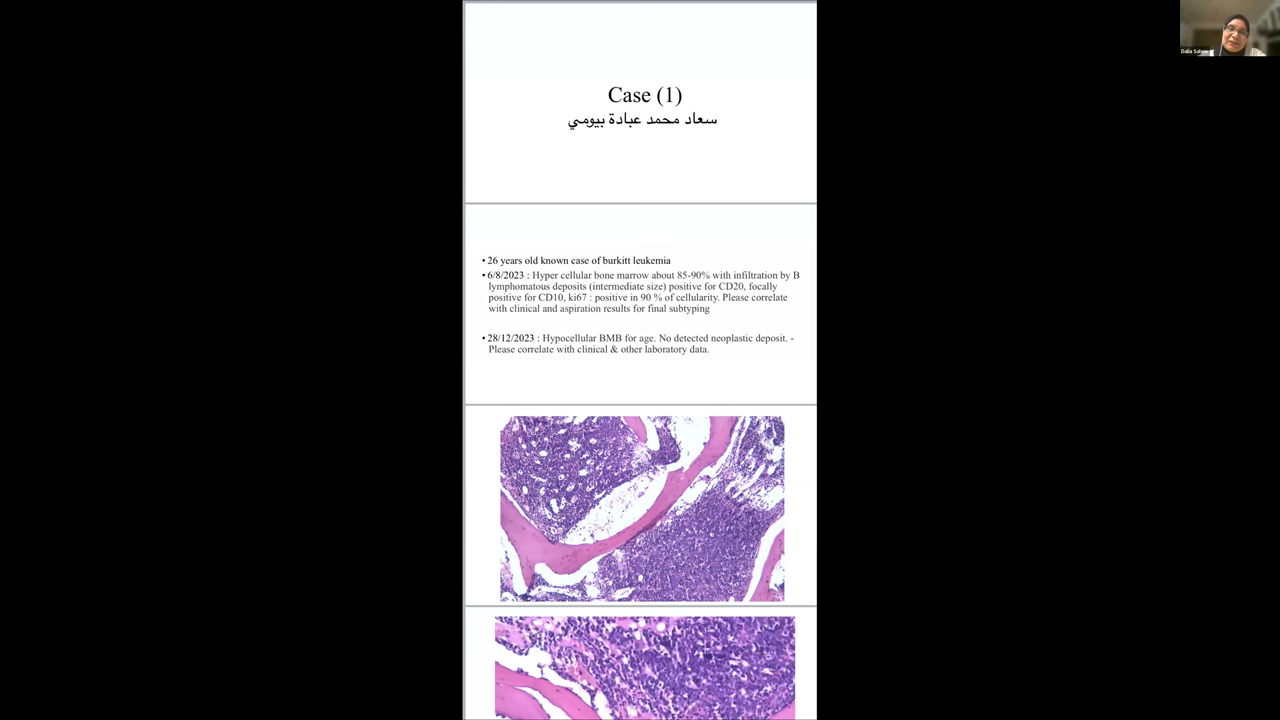 Case (1)
سعاد محمد عبادة بيومي
• 26 years old known case of burkitt leukemia
• 6/8/2023 : Hyper cellular bone marrow about 85-90% with infiltration by B
lymphomatous deposits (intermediate size) positive for CD20, focally
positive for CD10, ki67 : positive in 90 % of cellularity. Please correlate
with clinical and aspiration results for final subtyping
• 28/12/2023 : Hypocellular BMB for age. No detected neoplastic deposit. -
Please correlate with clinical & other laboratory data.